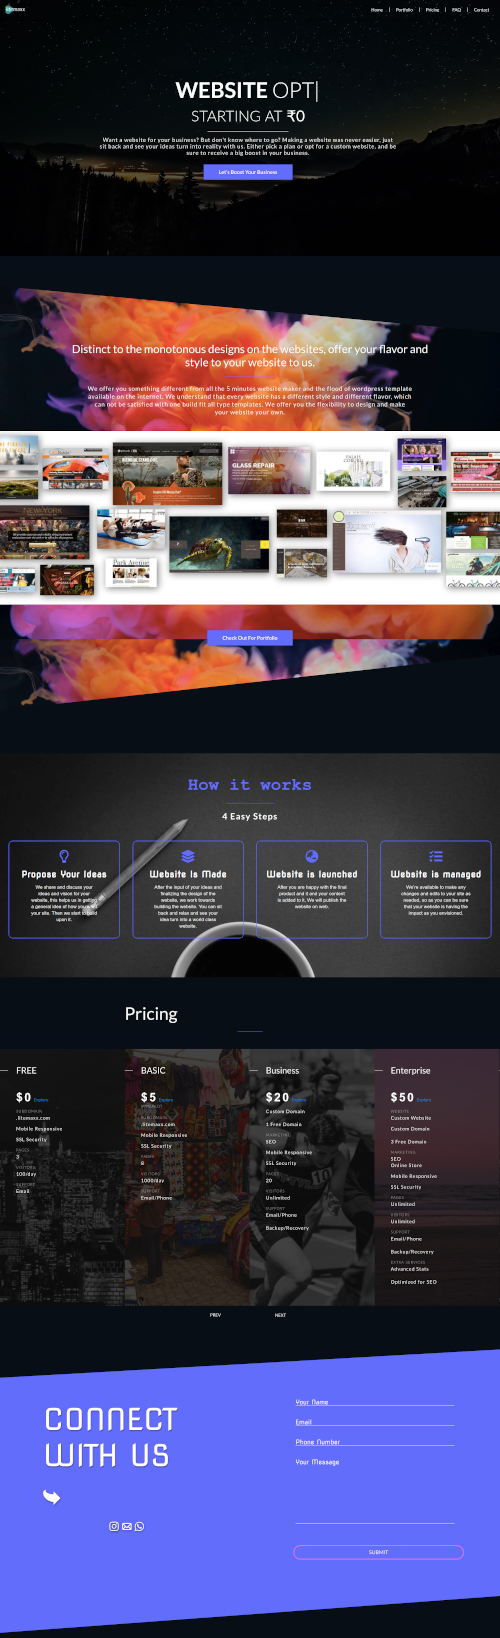 Litomaxx
Home
Portfolio
Pricing
FAQ
Contact
WEBSITE OPT|
STARTING AT ₹0
Want a website for your business? Bet don't know where to go? Making a website was never easier, just
sit back and see your ideas turn into reality with us. Either pick a plan or opt for a custom website, and be
sure to receive a big boost in your business.
Let's Boost Your Business
Distinct to the monotonous designs on the websites, offer your flavor and
style to your website to us.
We offer you something different from all the 5 minutes website maker and the flood of wordpress template
available on the internet. We understand that every website has a different style and different flavor, which
can not be satisfied with one build fit all type templates. We offer you the flexibility to design and make
your website your own.
GLASS REPAIR
NEW YORK
Park Avenue
Check Out For Portfolio
How it works
4 Easy Steps
Propose Your Ideas
We share and discuss your
ideas and vision for your
website, this helps us in getting
a general idea of how you want
your site. Then we start to build
upon it.
Website Is Made
After the input of your ideas and
finalizing the design of the
website, we work towards
building the website. You can sit
back and relax and see your
idea turn into a world class
website.
Website is launched
After you are happy with the final
product and it and your content
is added to it. We will publish the
website on web.
Website is managed
We're available to make any
changes and edits to your site as
needed, so as you can be sure
that your website is having the
impact as you envisioned.
Pricing
FREE
$0 Explore
SUBDOMAIN
.litomaxx.com
Mobile Responsive
SSL Security
PAGES
3
VISITORS
100/day
SUPPORT
Email
BASIC
$5 Explore
.litomaxx.com
Mobile Responsive
SSL Security
PAGES
8
VISITORS
1000/day
SUPPORT
Email/Phone
Business
$20 Explore
Custom Domain
1 Free Domain
MARKETING
SEO
Mobile Responsive
SSL Security
PAGES
20
VISITORS
Unlimited
SUPPORT
Email/Phone
Backup/Recovery
Enterprise
$50 Explore
WEBSITE
Custom Website
Custom Domain
3 Free Domain
MARKETING
SEO
Online Store
Mobile Responsive
SSL Security
PAGES
Unlimited
VISITORS
Unlimited
SUPPORT
Email/Phone
Backup/Recovery
EXTRA SERVICES
Advanced Stats
Optimized for SEO
PREV
NEXT
CONNECT
WITH US
Your Name
Email
Phone Number
Your Message
SUBMIT